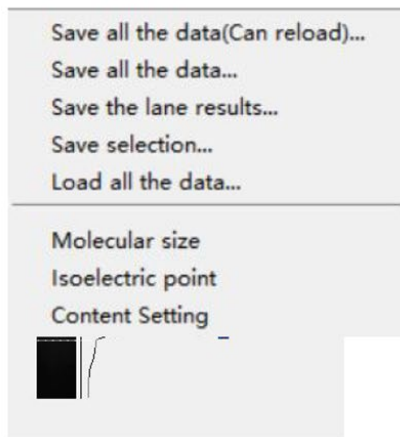 Save all the data(Can reload)...
Save all the data...
Save the lane results...
Save selection...
Load all the data...
Molecular size
Isoelectric point
Content Setting